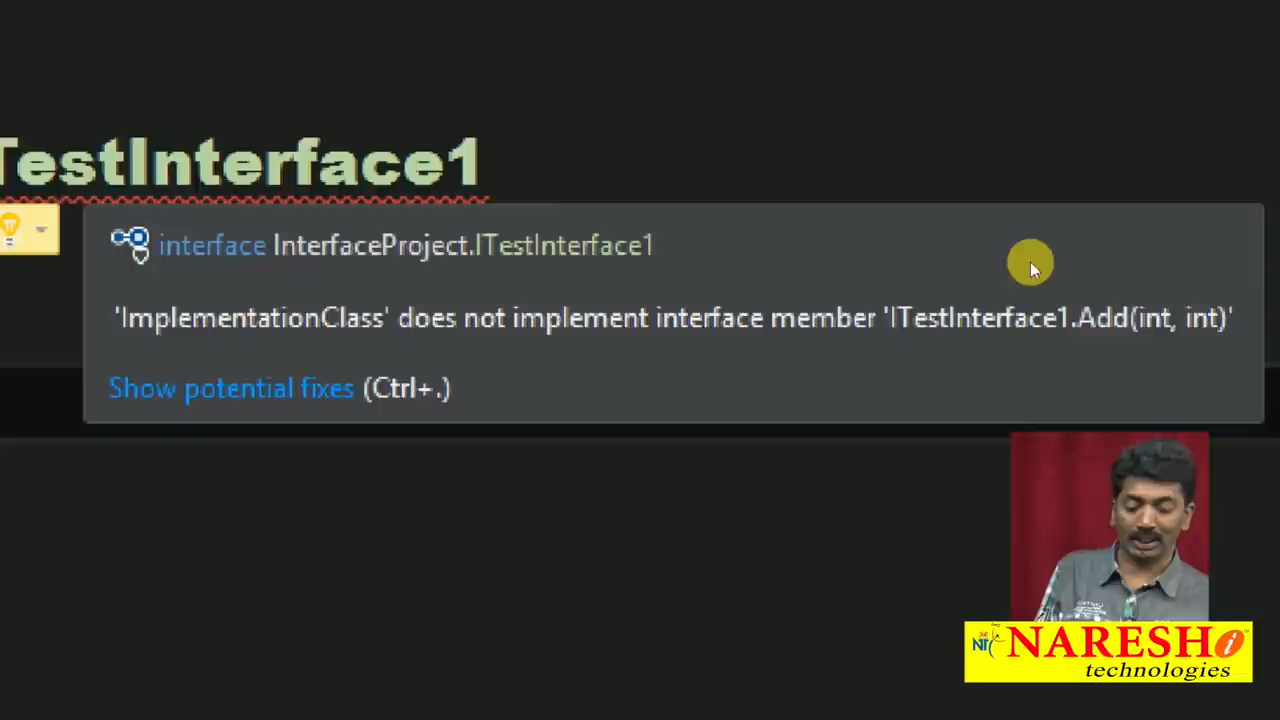 TestInterface1
interface InterfaceProject.ITestInterface1
'ImplementationClass' does not implement interface member 'ITestInterface1.Add(int, int)'
Show potential fixes (Ctrl+.)
NARESH i
technologies